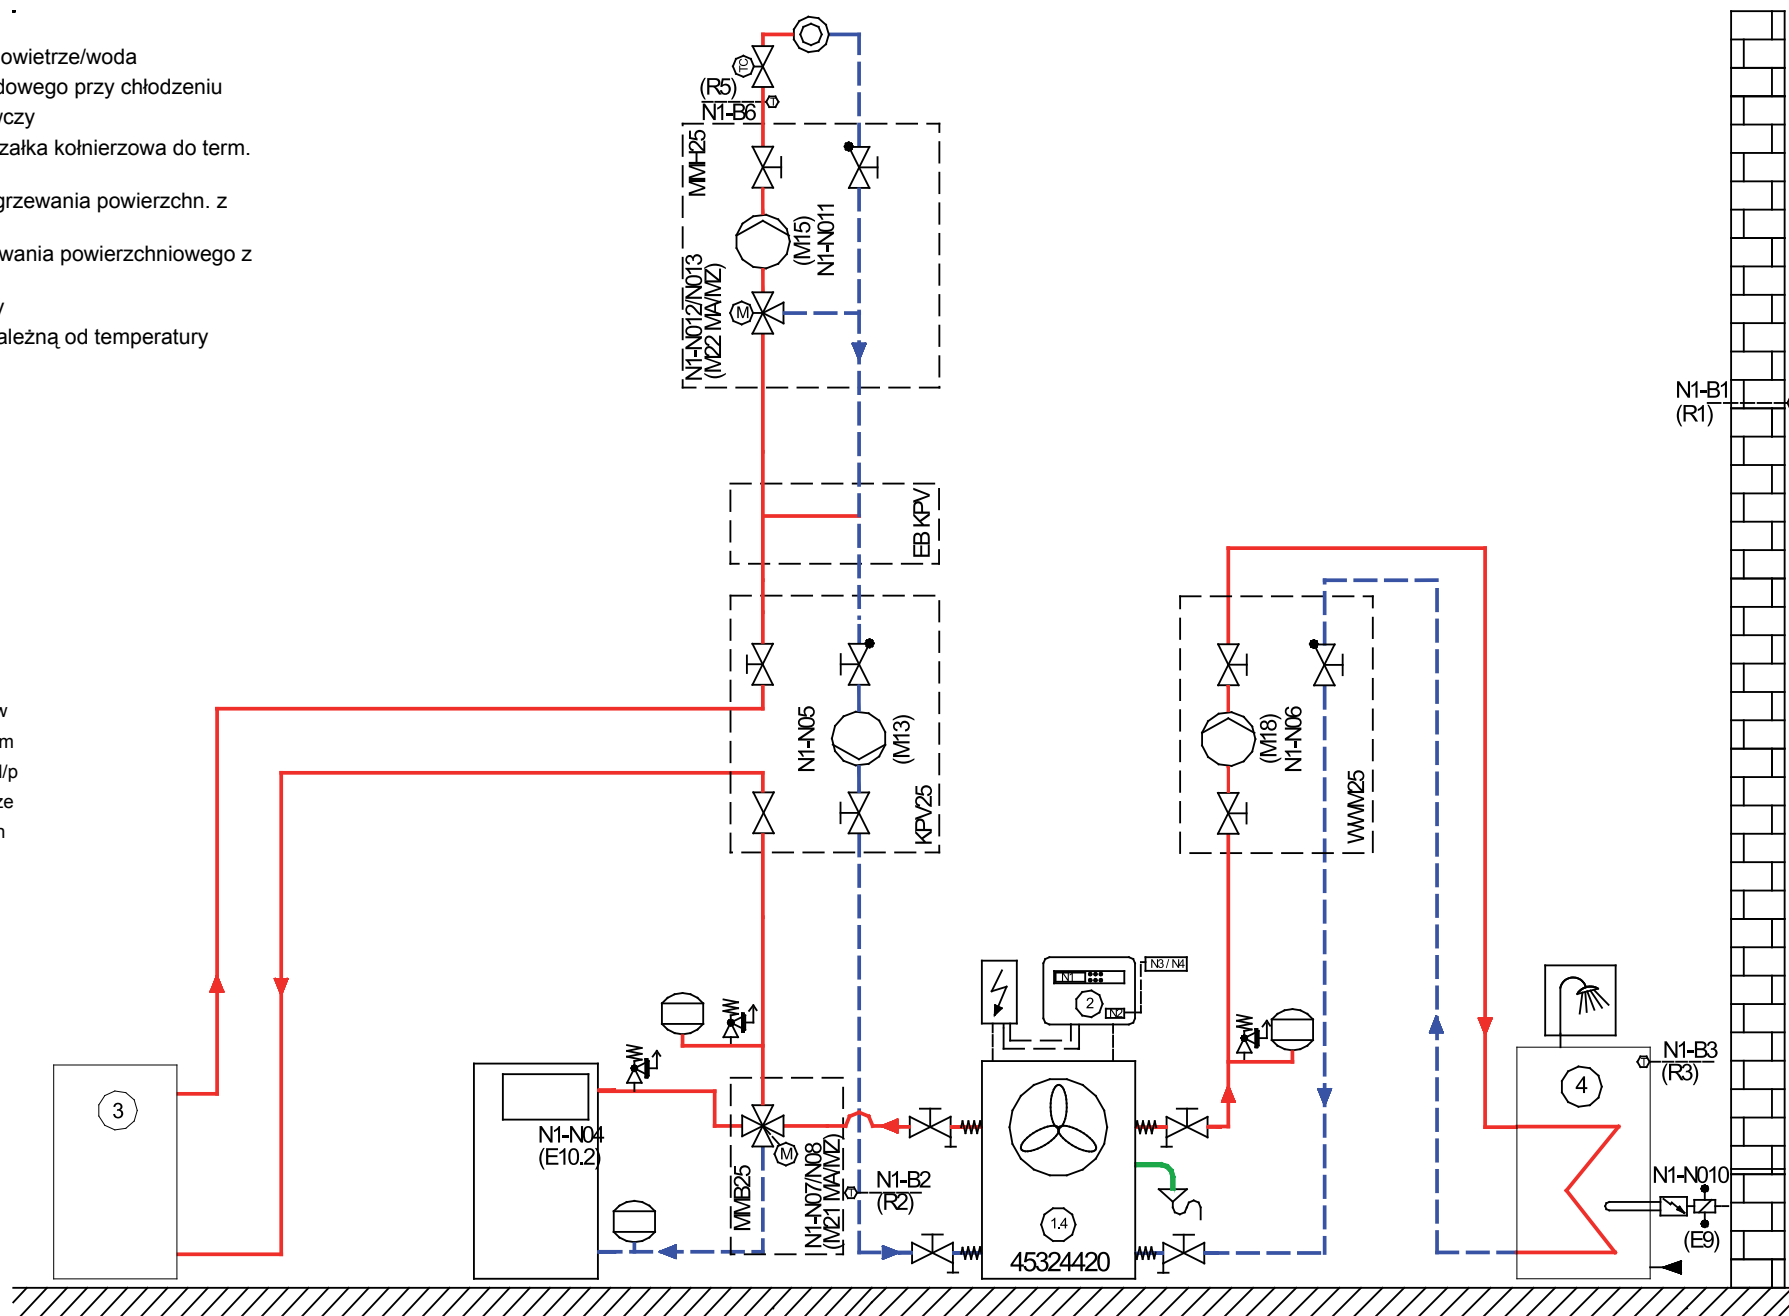 owietrze/woda
dowego przy chłodzeniu
wczy
załka kołnierzowa do term.
grzewania powierzchn. z
wania powierzchniowego z
y
ależną od temperatury
w
m
l/p
ze
h
TC
(R5)
N1-B6
MMH25
(M15)
N1-N011
N1-N012/N013
(M22 MA/MZ)
M
EB KPV
N1-N05
(M13)
KPV25
(M18)
N1-N06
WWM25
N1-B1
(R1)
N3 / N4
N1
2
N2
3
N1-N04
(E10.2)
M
MMB25
N1-N07/N08
(M21 MA/MZ)
T
N1-B2
(R2)
1.4
45324420
4
T
N1-B3
(R3)
N1-N010
(E9)